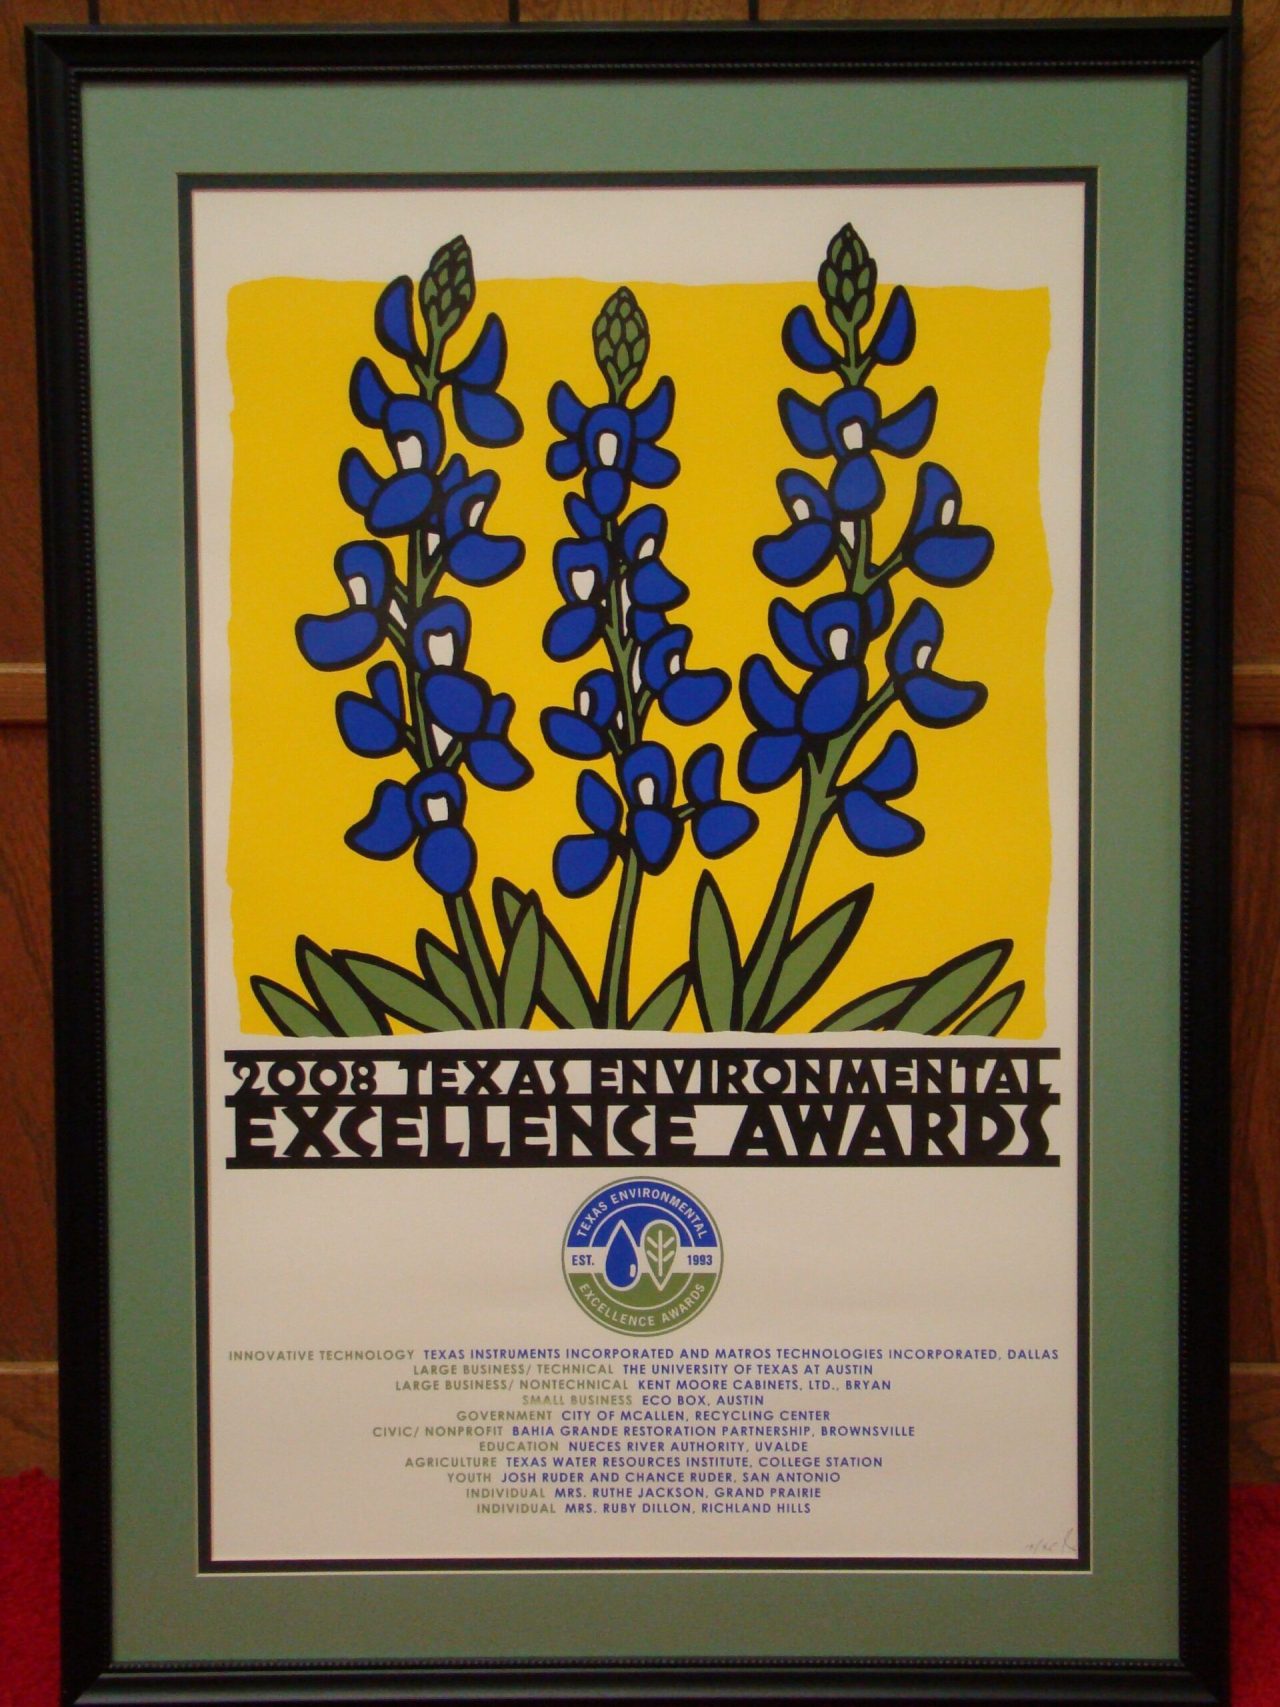 2008 TEXAS ENVIRONMENTAL
EXCELLENCE AWARDS
TEXAS ENVIRONMENTAL
EST. 1993
EXCELLENCE AWARDS
INNOVATIVE TECHNOLOGY TEXAS INSTRUMENTS INCORPORATED AND MATROS TECHNOLOGIES INCORPORATED, DALLAS
LARGE BUSINESS/ TECHNICAL THE UNIVERSITY OF TEXAS AT AUSTIN
LARGE BUSINESS/ NONTECHNICAL KENT MOORE CABINETS, LTD., BRYAN
SMALL BUSINESS ECO BOX, AUSTIN
GOVERNMENT CITY OF MCALLEN, RECYCLING CENTER
CIVIC/ NONPROFIT BAHIA GRANDE RESTORATION PARTNERSHIP, BROWNSVILLE
EDUCATION NUECES RIVER AUTHORITY, UVALDE
AGRICULTURE TEXAS WATER RESOURCES INSTITUTE, COLLEGE STATION
YOUTH JOSH RUDER AND CHANCE RUDER, SAN ANTONIO
INDIVIDUAL MRS. RUTHE JACKSON, GRAND PRAIRIE
INDIVIDUAL MRS. RUBY DILLON, RICHLAND HILLS